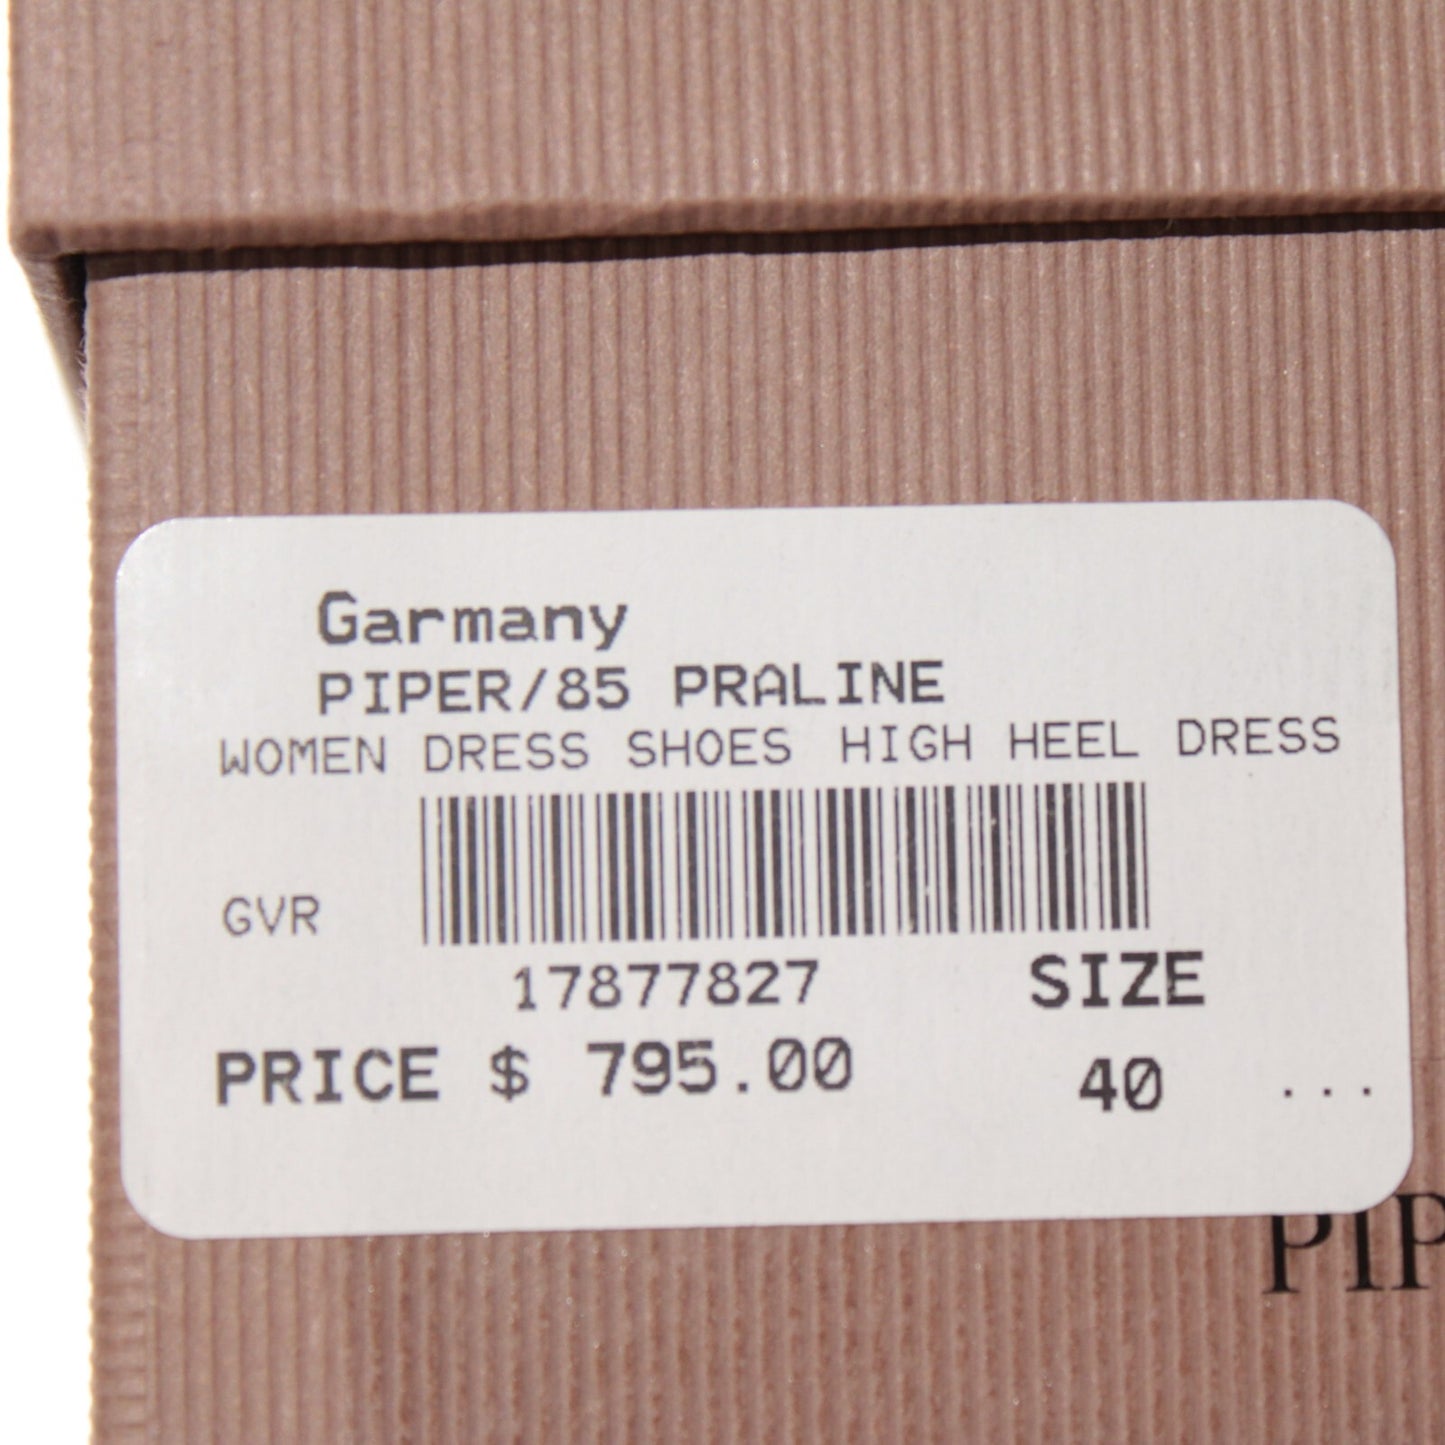 Garmany
PIPER/85 PRALINE
WOMEN DRESS SHOES HIGH HEEL DRESS
GVR
17877827 SIZE
PRICE $ 795.00 40 ...
PIP